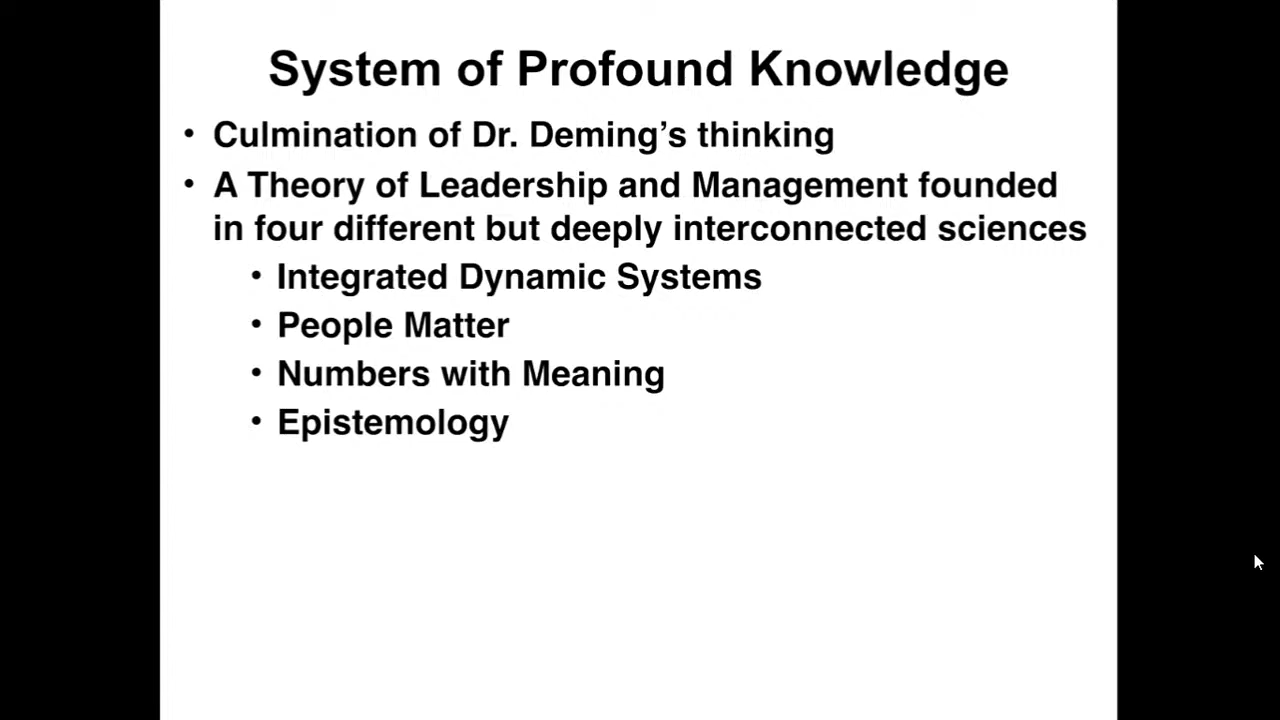 System of Profound Knowledge
• Culmination of Dr. Deming’s thinking
• A Theory of Leadership and Management founded
in four different but deeply interconnected sciences
• Integrated Dynamic Systems
• People Matter
• Numbers with Meaning
• Epistemology